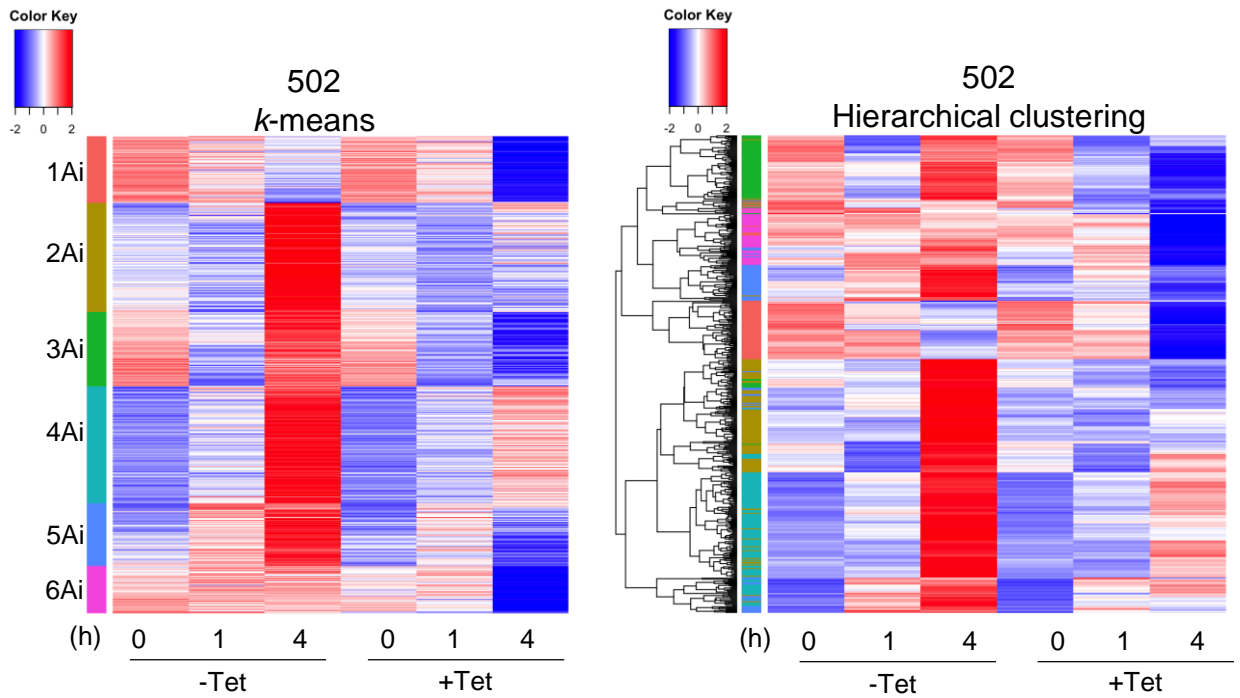 Color Key
-2 0 2
502
k-means
1Ai
2Ai
3Ai
4Ai
5Ai
6Ai
(h) 0 1 4 0 1 4
-Tet +Tet
Color Key
-2 0 2
502
Hierarchical clustering
(h) 0 1 4 0 1 4
-Tet +Tet